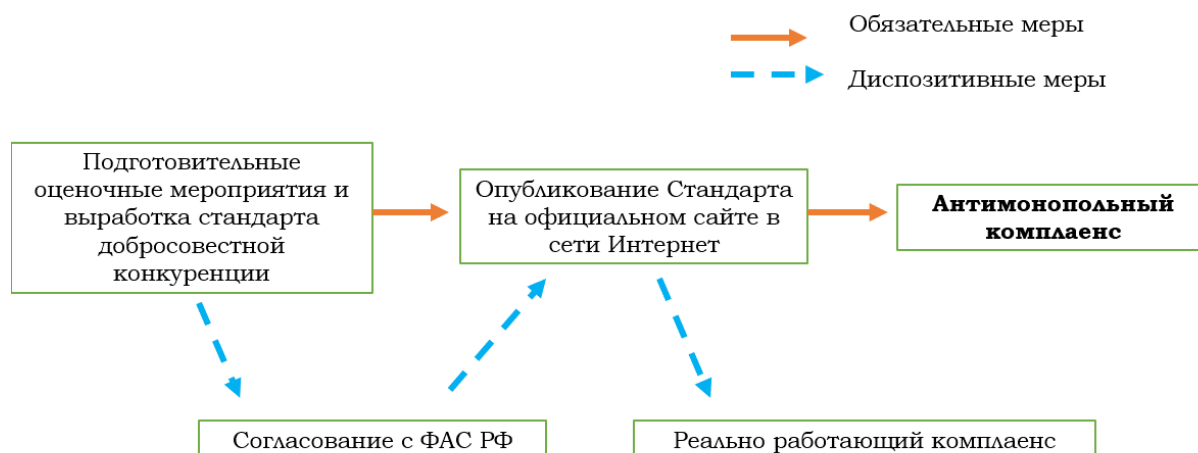 Обязательные меры
Диспозитивные меры
Подготовительные
оценочные мероприятия и
выработка стандарта
добросовестной
конкуренции
Опубликование Стандарта
на официальном сайте в
сети Интернет
Антимонопольный
комплаенс
Согласование с ФАС РФ
Реально работающий комплаенс